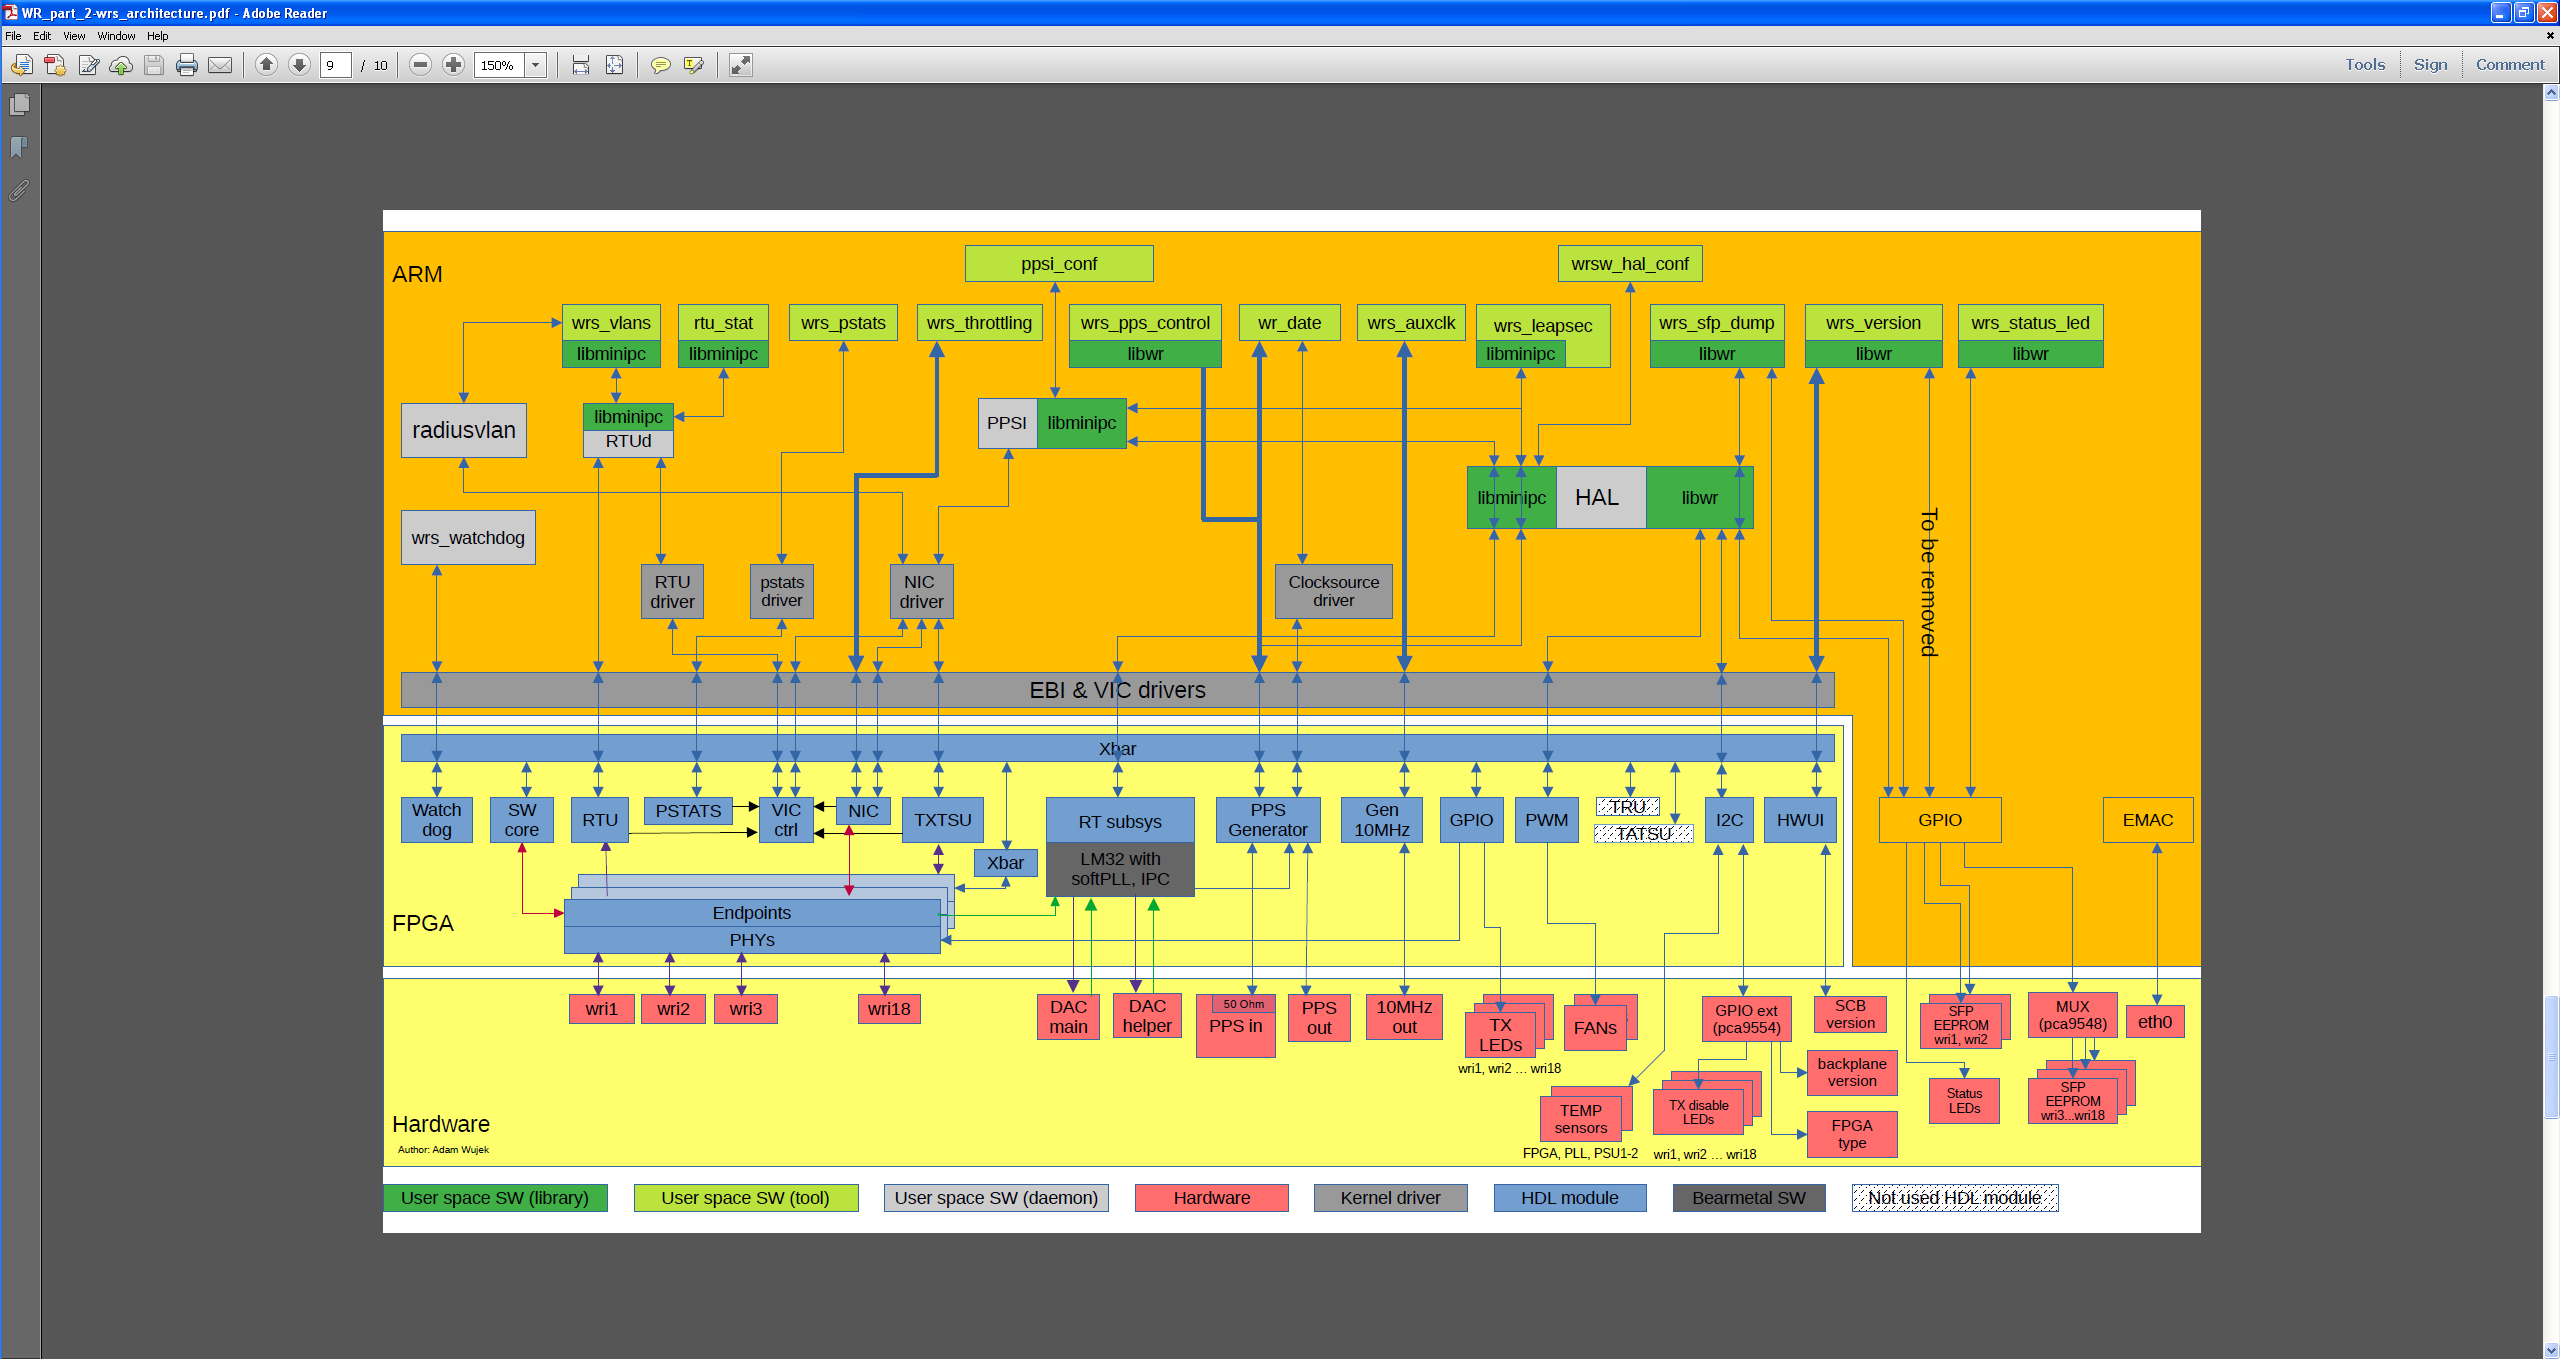 WR_part_2-wrs_architecture.pdf - Adobe Reader
File Edit View Window Help
9 / 10 150% Tools Sign Comment
ARM
ppsi_conf
wrsw_hal_conf
wrs_vlans
libminipc
rtu_stat
libminipc
wrs_pstats
wrs_throttling
wrs_pps_control
libwr
wr_date
wrs_auxclk
wrs_leapsec
libminipc
wrs_sfp_dump
libwr
wrs_version
libwr
wrs_status_led
libwr
radiusvlan
libminipc
RTUd
PPSI
libminipc
libminipc
HAL
libwr
wrs_watchdog
To be removed
RTU
driver
pstats
driver
NIC
driver
Clocksource
driver
EBI & VIC drivers
Xbar
Watch
dog
SW
core
RTU
PSTATS
VIC
ctrl
NIC
TXTSU
Xbar
RT subsys
LM32 with
softPLL, IPC
PPS
Generator
Gen
10MHz
GPIO
PWM
TRU
TATSU
I2C
HWUI
GPIO
EMAC
FPGA
Endpoints
PHYs
wri1
wri2
wri3
wri18
DAC
main
DAC
helper
50 Ohm
PPS in
PPS
out
10MHz
out
TX
LEDs
wri1, wri2 ... wri18
FANs
GPIO ext
(pca9554)
SCB
version
SFP
EEPROM
wri1, wri2
MUX
(pca9548)
eth0
backplane
version
TEMP
sensors
FPGA, PLL, PSU1-2
TX disable
LEDs
wri1, wri2 ... wri18
FPGA
type
Status
LEDs
SFP
EEPROM
wri3...wri18
Hardware
Author: Adam Wujek
User space SW (library)
User space SW (tool)
User space SW (daemon)
Hardware
Kernel driver
HDL module
Bearmetal SW
Not used HDL module